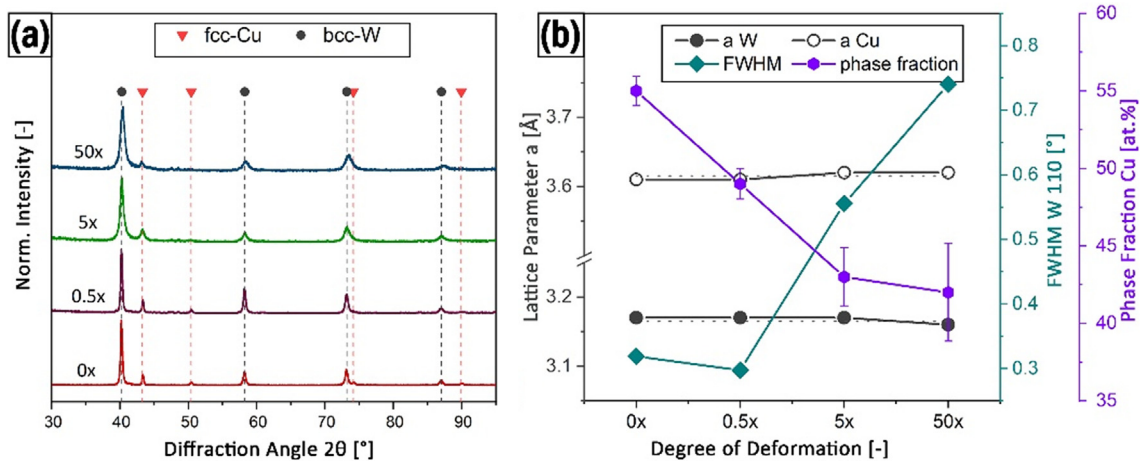 (a)
fcc-Cu bcc-W
50x
5x
0.5x
0x
Norm. Intensity [-]
30 40 50 60 70 80 90
Diffraction Angle 2θ [°]
(b)
a W a Cu
FWHM phase fraction
3.7
3.6
3.2
3.1
Lattice Parameter a [Å]
0x 0.5x 5x 50x
Degree of Deformation [-]
0.8
0.7
0.6
0.5
0.4
0.3
FWHM W 110 [°]
60
55
50
45
40
35
Phase Fraction Cu [at.%]